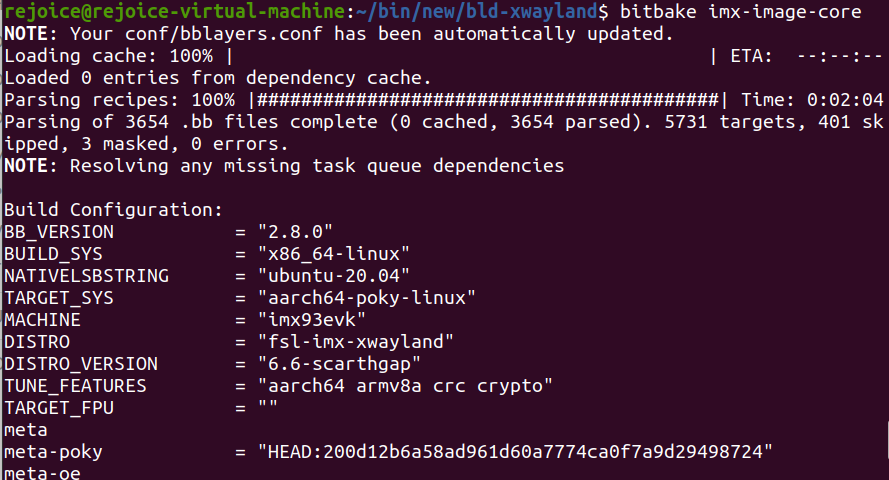 rejoice@rejoice-virtual-machine:~/bin/new/bld-xwayland$ bitbake imx-image-core
NOTE: Your conf/bblayers.conf has been automatically updated.
Loading cache: 100% |                                            | ETA:  --:--:--
Loaded 0 entries from dependency cache.
Parsing recipes: 100% |##########################################| Time: 0:02:04
Parsing of 3654 .bb files complete (0 cached, 3654 parsed). 5731 targets, 401 sk
ipped, 3 masked, 0 errors.
NOTE: Resolving any missing task queue dependencies
Build Configuration:
BB_VERSION           = "2.8.0"
BUILD_SYS            = "x86_64-linux"
NATIVELSBSTRING      = "ubuntu-20.04"
TARGET_SYS           = "aarch64-poky-linux"
MACHINE              = "imx93evk"
DISTRO               = "fsl-imx-xwayland"
DISTRO_VERSION       = "6.6-scarthgap"
TUNE_FEATURES        = "aarch64 armv8a crc crypto"
TARGET_FPU           = ""
meta
meta-poky            = "HEAD:200d12b6a58ad961d60a7774ca0f7a9d29498724"
meta-oe